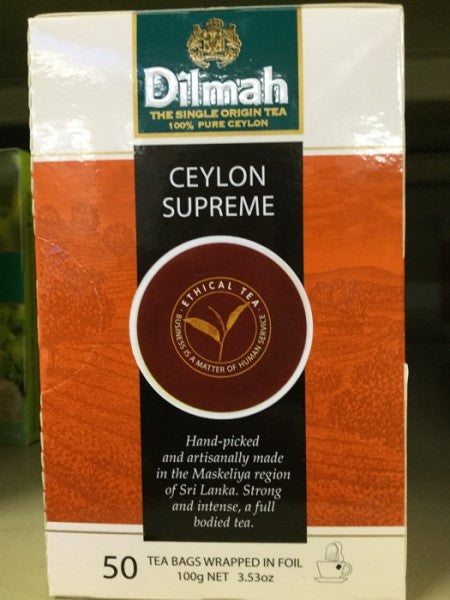 Dilmah
THE SINGLE ORIGIN TEA
100% PURE CEYLON
CEYLON
SUPREME
ETHICAL TEA
BUSINESS IS A MATTER OF HUMAN SERVICE
Hand-picked
and artisanally made
in the Maskeliya region
of Sri Lanka. Strong
and intense, a full
bodied tea.
50 TEA BAGS WRAPPED IN FOIL
100g NET 3.53oz